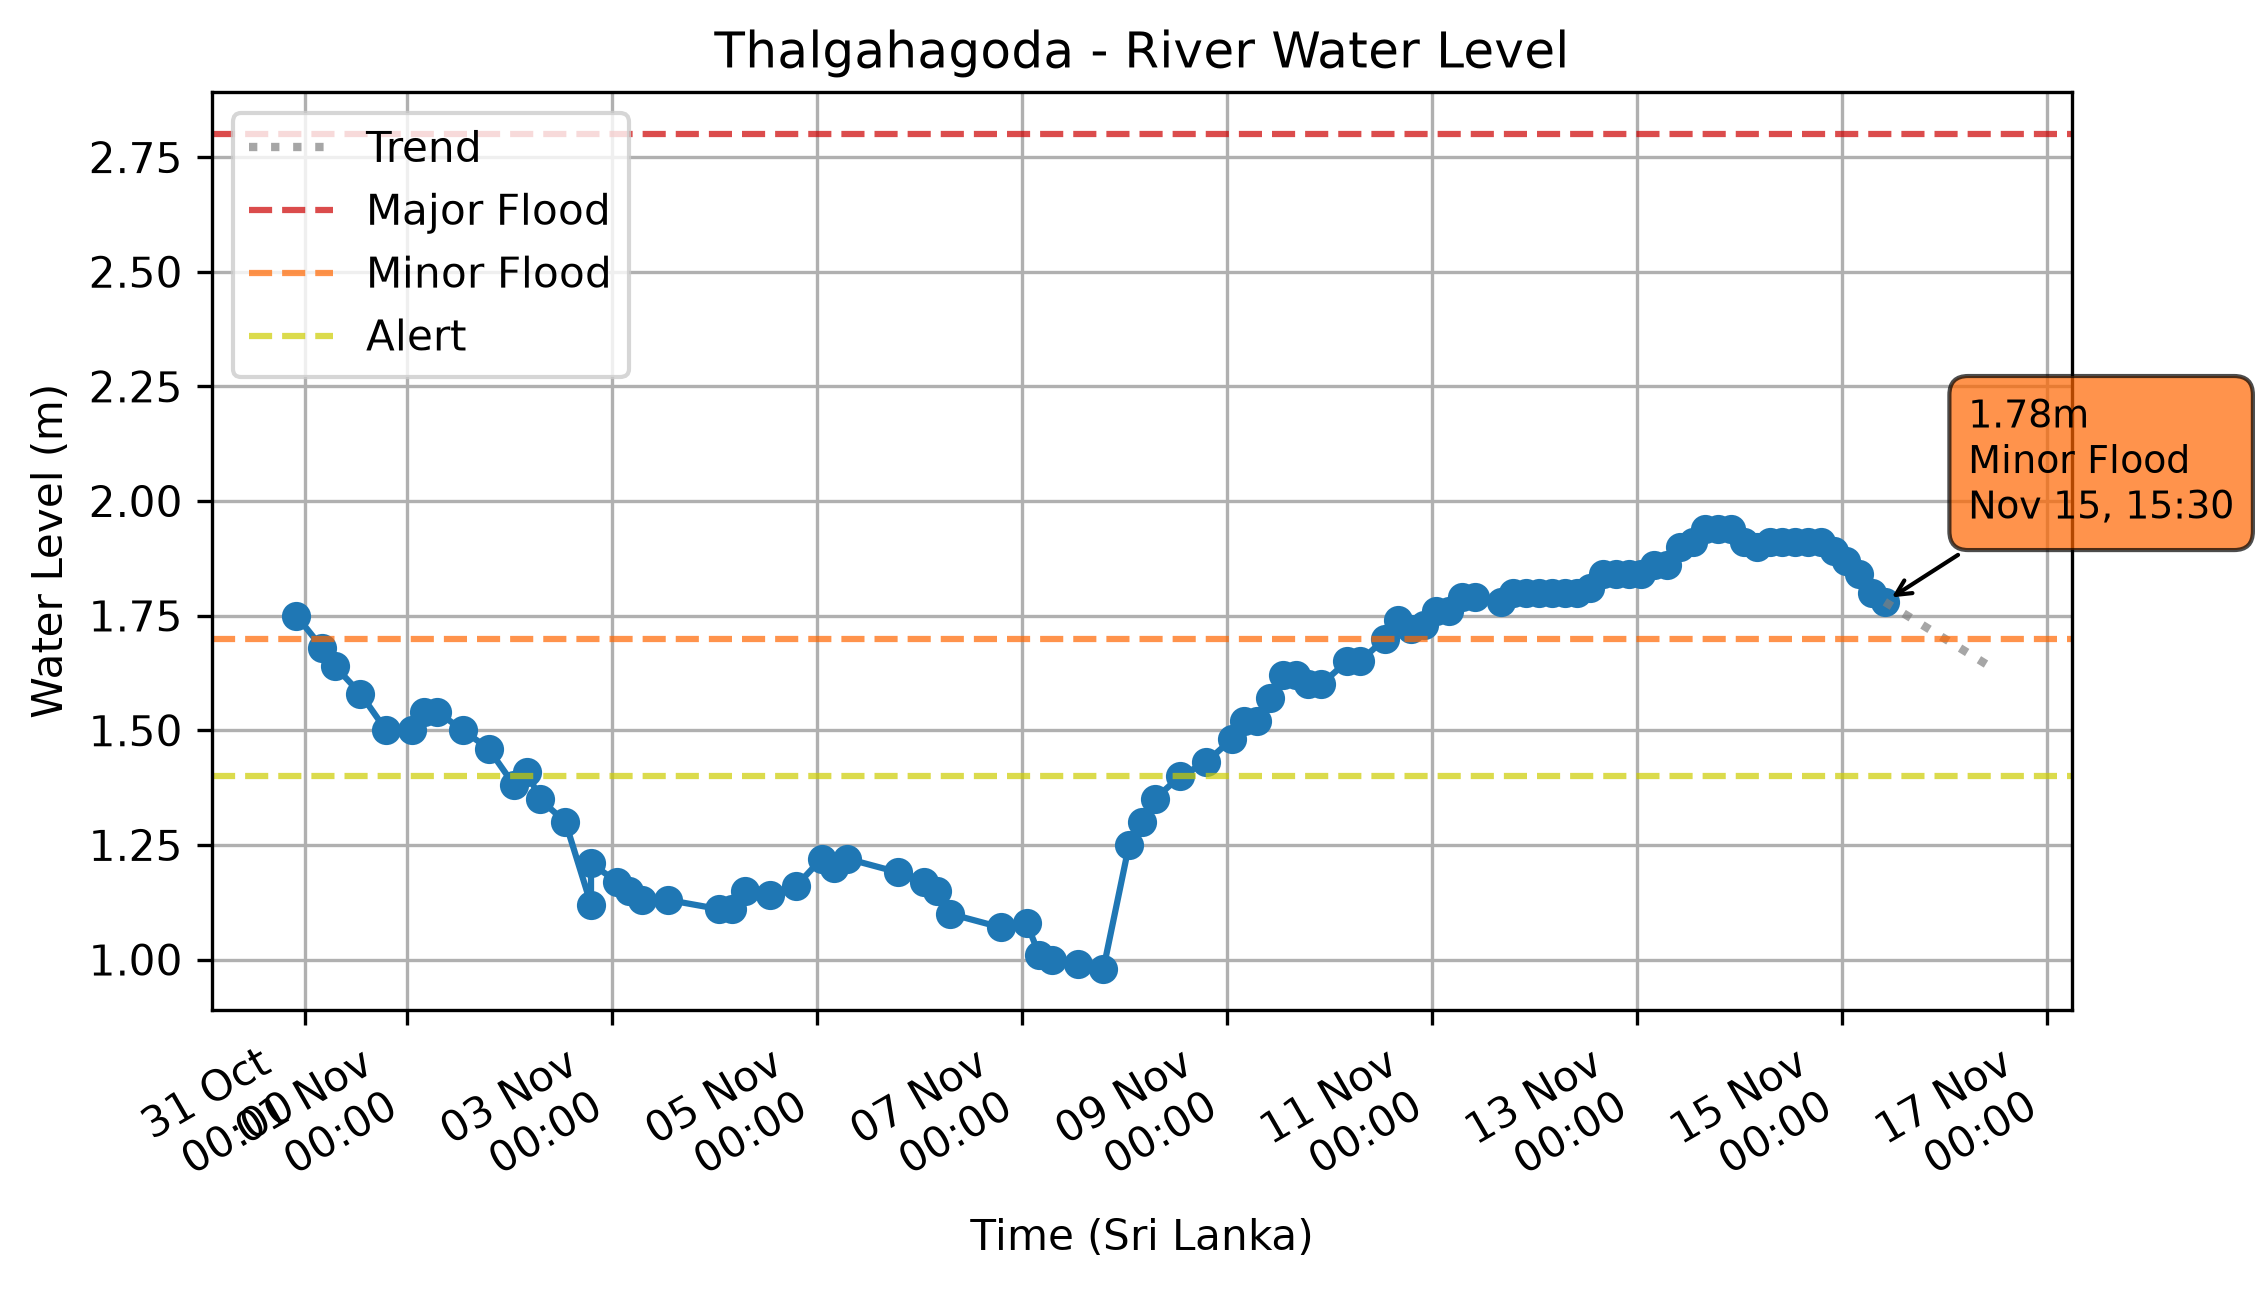 Thalgahagoda - River Water Level
Trend
Major Flood
Minor Flood
Alert
1.78m
Minor Flood
Nov 15, 15:30
Water Level (m)
2.75
2.50
2.25
2.00
1.75
1.50
1.25
1.00
31 Oct
00:00
01 Nov
00:00
03 Nov
00:00
05 Nov
00:00
07 Nov
00:00
09 Nov
00:00
11 Nov
00:00
13 Nov
00:00
15 Nov
00:00
17 Nov
00:00
Time (Sri Lanka)